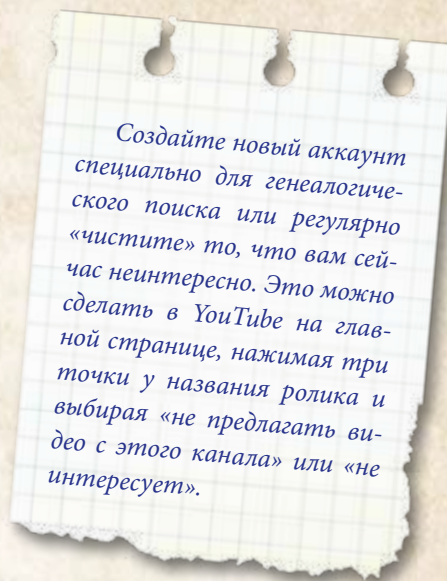 Создайте новый аккаунт
специально для генеалогиче-
ского поиска или регулярно
«чистите» то, что вам сей-
час неинтересно. Это можно
сделать в YouTube на глав-
ной странице, нажимая три
точки у названия ролика и
выбирая «не предлагать ви-
део с этого канала» или «не
интересует».